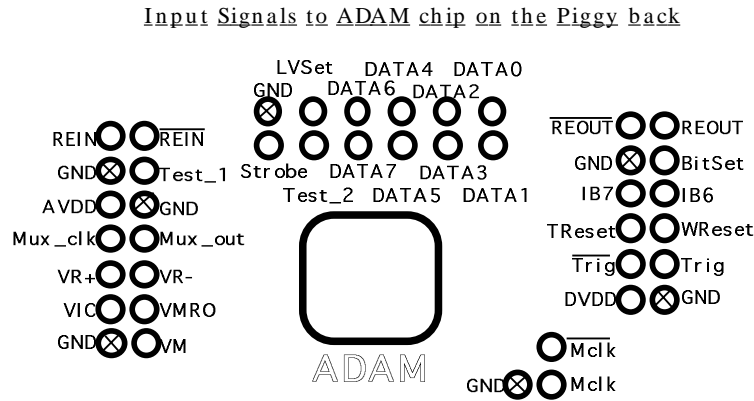 Input Signals to ADAM chip on the Piggy back
LVSet DATA4 DATA0
GND DATA6 DATA2
Strobe DATA7 DATA3
Test_2 DATA5 DATA1
REIN REIN
GND Test_1
AVDD GND
Mux_clk Mux_out
VR+ VR-
VIC VMRO
GND VM
REOUT REOUT
GND BitSet
IB7 IB6
TReset WReset
Trig Trig
DVDD GND
ADAM
Mclk
GND Mclk